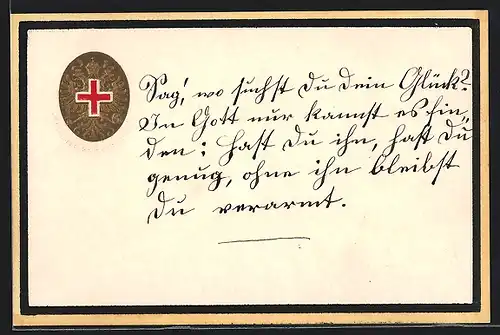 Sag', wo suchst Du dein Glück?
In Gott nur kannst es fin„
den; hast Du ihn, hast Du
genug, ohne ihn bleibst
Du verarmt.